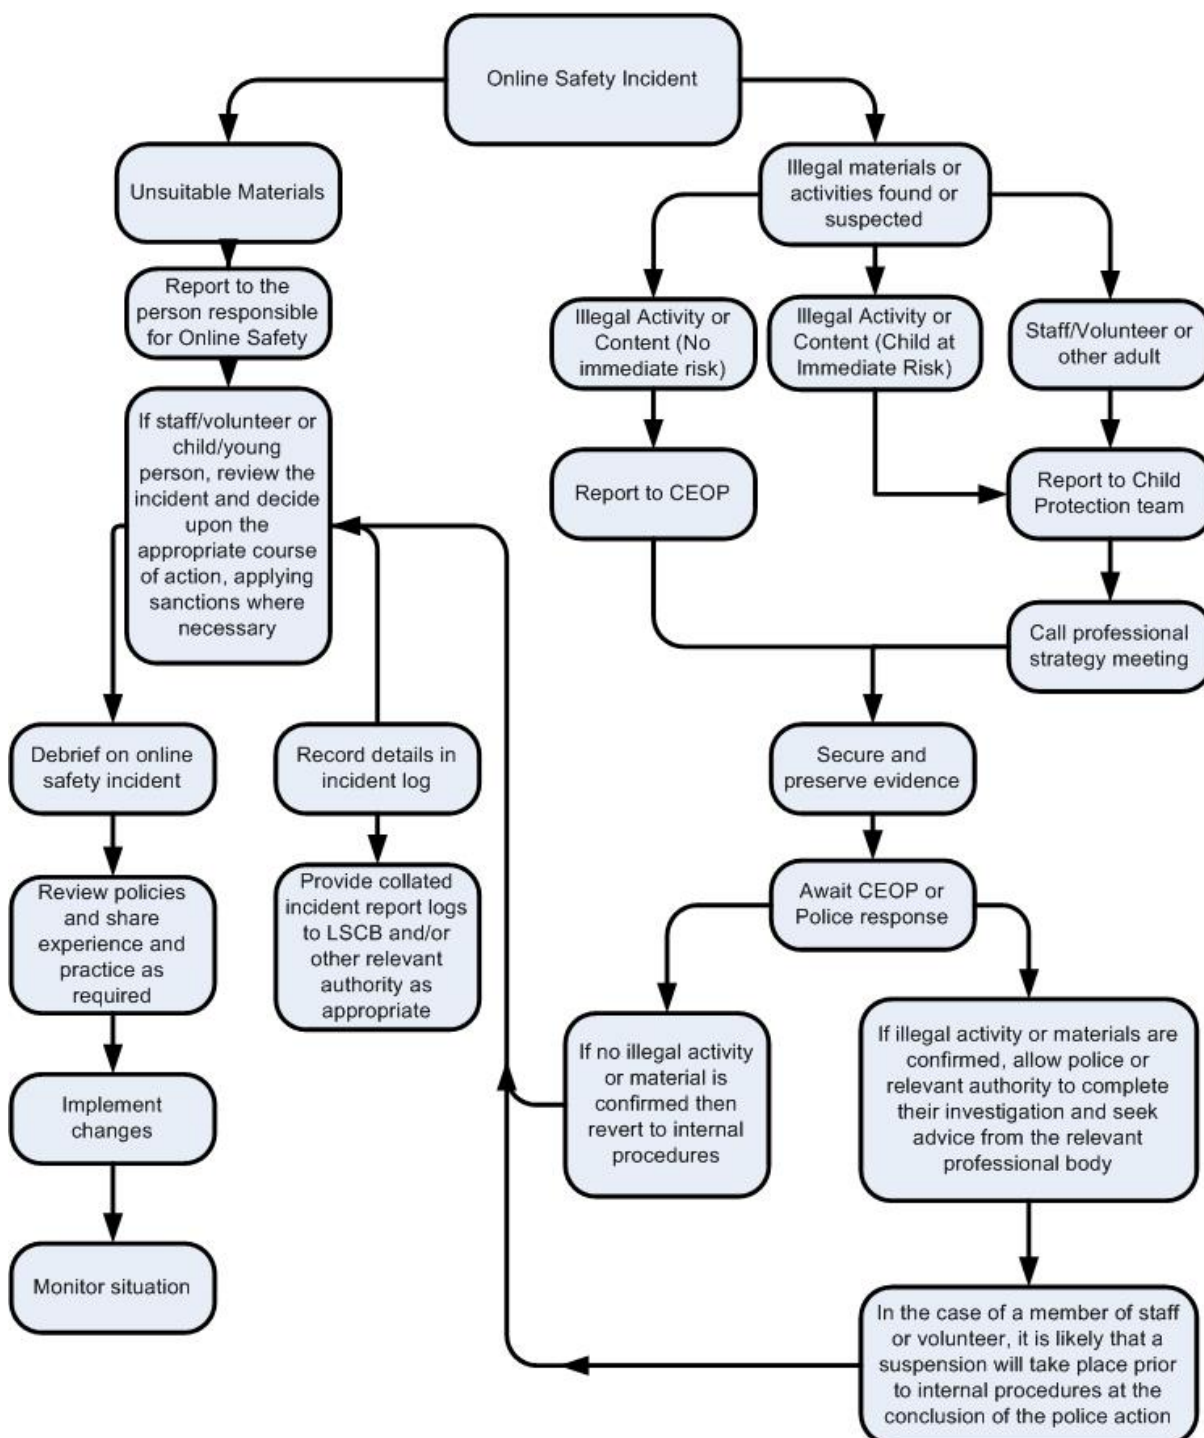 Online Safety Incident
Unsuitable Materials
Illegal materials or
activities found or
suspected
Report to the
person responsible
for Online Safety
Illegal Activity or
Content (No
immediate risk)
Illegal Activity or
Content (Child at
Immediate Risk)
Staff/Volunteer or
other adult
If staff/volunteer or
child/young
person, review the
incident and decide
upon the
appropriate course
of action, applying
sanctions where
necessary
Report to CEOP
Report to Child
Protection team
Call professional
strategy meeting
Debrief on online
safety incident
Record details in
incident log
Secure and
preserve evidence
Review policies
and share
experience and
practice as
required
Provide collated
incident report logs
to LSCB and/or
other relevant
authority as
appropriate
Await CEOP or
Police response
If no illegal activity
or material is
confirmed then
revert to internal
procedures
If illegal activity or materials are
confirmed, allow police or
relevant authority to complete
their investigation and seek
advice from the relevant
professional body
Implement
changes
Monitor situation
In the case of a member of staff
or volunteer, it is likely that a
suspension will take place prior
to internal procedures at the
conclusion of the police action